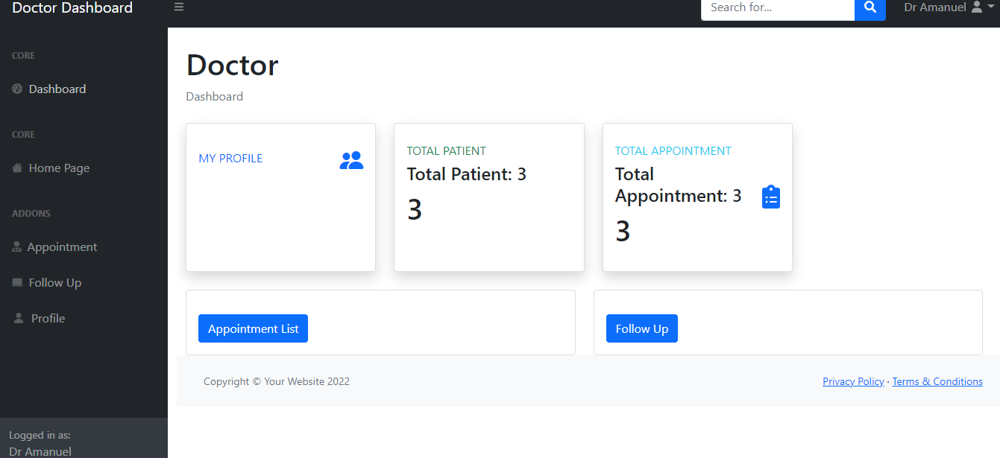 Doctor Dashboard
Search for...
Dr Amanuel
CORE
Dashboard
CORE
Home Page
ADDONS
Appointment
Follow Up
Profile
Logged in as:
Dr Amanuel
Doctor
Dashboard
MY PROFILE
TOTAL PATIENT
Total Patient: 3
3
TOTAL APPOINTMENT
Total
Appointment: 3
3
Appointment List
Follow Up
Copyright © Your Website 2022
Privacy Policy · Terms & Conditions